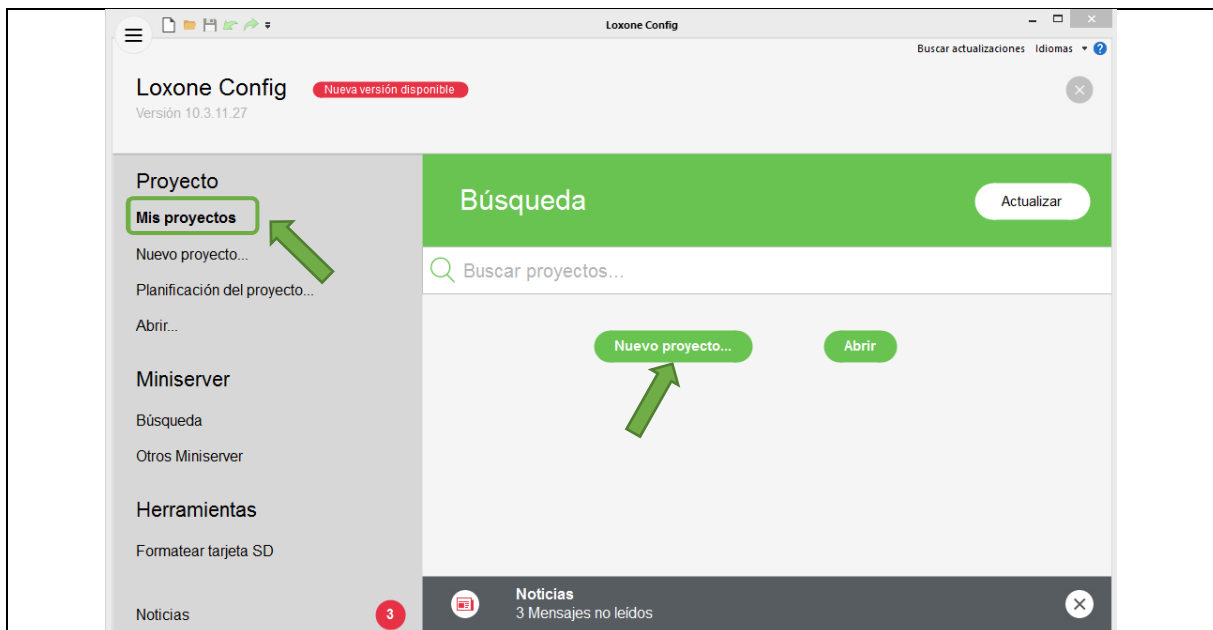 Loxone Config
Buscar actualizaciones Idiomas ?
Loxone Config Nueva versión disponible
Versión 10.3.11.27
Proyecto
Mis proyectos
Nuevo proyecto...
Planificación del proyecto...
Abrir...
Miniserver
Búsqueda
Otros Miniserver
Herramientas
Formatear tarjeta SD
Noticias 3
Búsqueda Actualizar
Buscar proyectos...
Nuevo proyecto... Abrir
Noticias
3 Mensajes no leídos